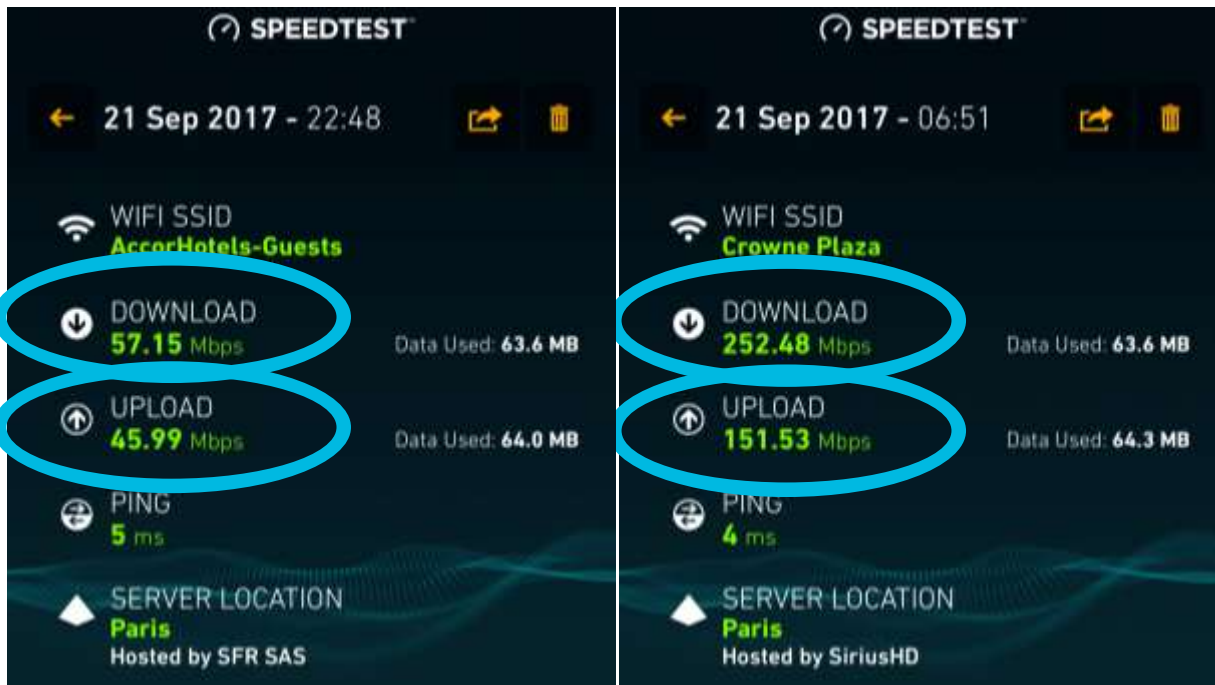 SPEEDTEST
21 Sep 2017 - 22:48
WIFI SSID
AccorHotels-Guests
DOWNLOAD
57.15 Mbps
Data Used: 63.6 MB
UPLOAD
45.99 Mbps
Data Used: 64.0 MB
PING
5 ms
SERVER LOCATION
Paris
Hosted by SFR SAS
SPEEDTEST
21 Sep 2017 - 06:51
WIFI SSID
Crowne Plaza
DOWNLOAD
252.48 Mbps
Data Used: 63.6 MB
UPLOAD
151.53 Mbps
Data Used: 64.3 MB
PING
4 ms
SERVER LOCATION
Paris
Hosted by SiriusHD